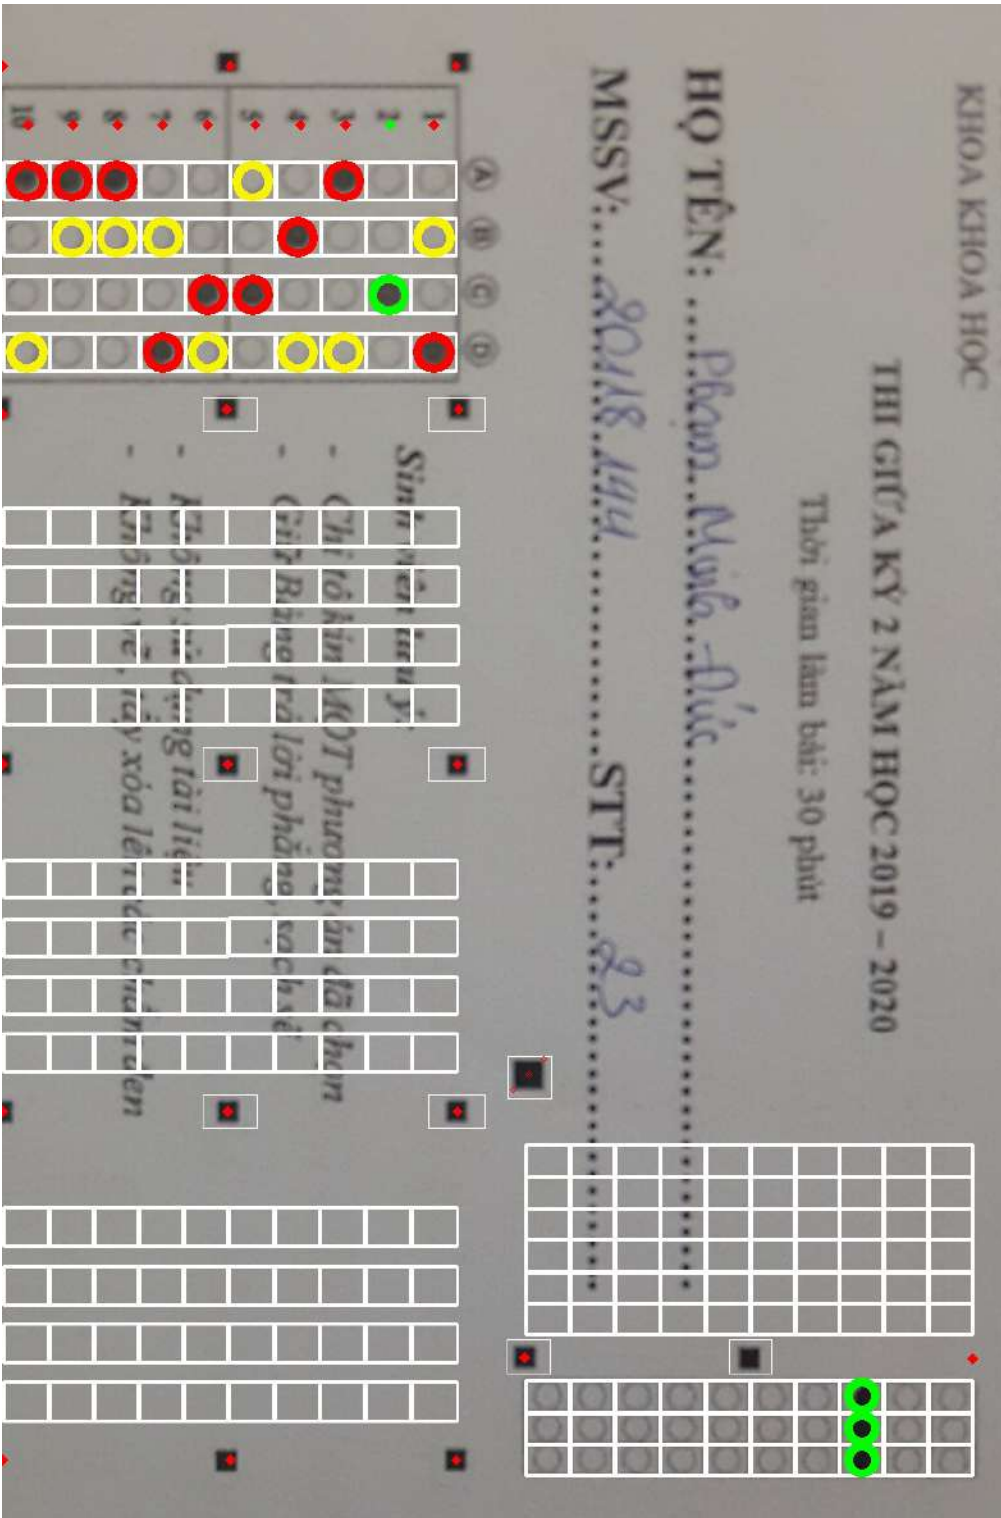 KHOA KHOA HỌC
THI GIỮA KỲ 2 NĂM HỌC 2019 – 2020
Thời gian làm bài: 30 phút
HỌ TÊN: Phạm Minh Đức
MSSV: 20118 1414 STT: 23
Sinh viên lưu ý:
- Chỉ tô kín MỘT phương án đã chọn
- Giữ Bảng trả lời phẳng, sạch sẽ
- Không sử dụng tài liệu
- Không vẽ, tẩy xóa lên các chấm đen
A B C D
1
2
3
4
5
6
7
8
9
10